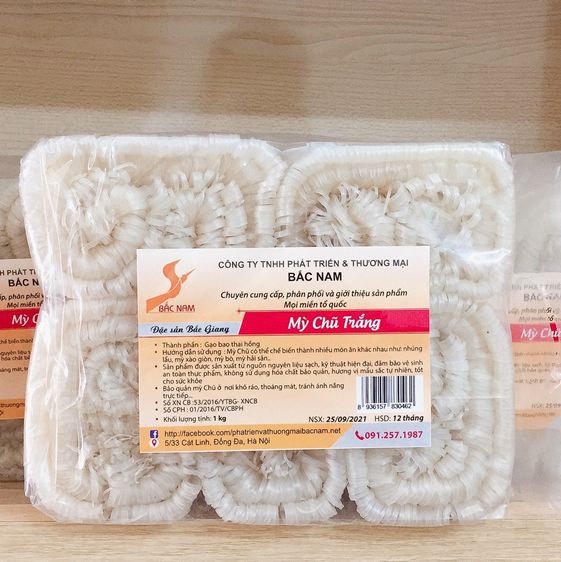 CÔNG TY TNHH PHÁT TRIỂN & THƯƠNG MẠI
BẮC NAM
BẮC NAM
Chuyên cung cấp, phân phối và giới thiệu sản phẩm
Mọi miền tổ quốc
Đặc sản Bắc Giang
Mỳ Chũ Trắng
• Thành phần : Gạo bao thai hồng
• Hướng dẫn sử dụng : Mỳ Chũ có thể chế biến thành nhiều món ăn khác nhau như nhúng
lẩu, mỳ xào giòn, mỳ bò, mỳ hải sản..
• Sản phẩm được sản xuất từ nguồn nguyên liệu sạch, kỹ thuật hiện đại, đảm bảo vệ sinh
an toàn thực phẩm, không sử dụng hóa chất bảo quản, hương vị mầu sắc tự nhiên, tốt
cho sức khỏe
• Bảo quản mỳ Chũ ở nơi khô ráo, thoáng mát, tránh ánh nắng
trực tiếp...
• Số XN CB :53/2016/YTBG- XNCB
• Số CPH : 01/2016/TV/CBPH
• Khối lượng tính: 1 kg
8 936157 830462
NSX: 25/09/2021 HSD: 12 tháng
http://facebook.com/phatrienvathuongmaibacnam.net
5/33 Cát Linh, Đống Đa, Hà Nội
091.257.1987